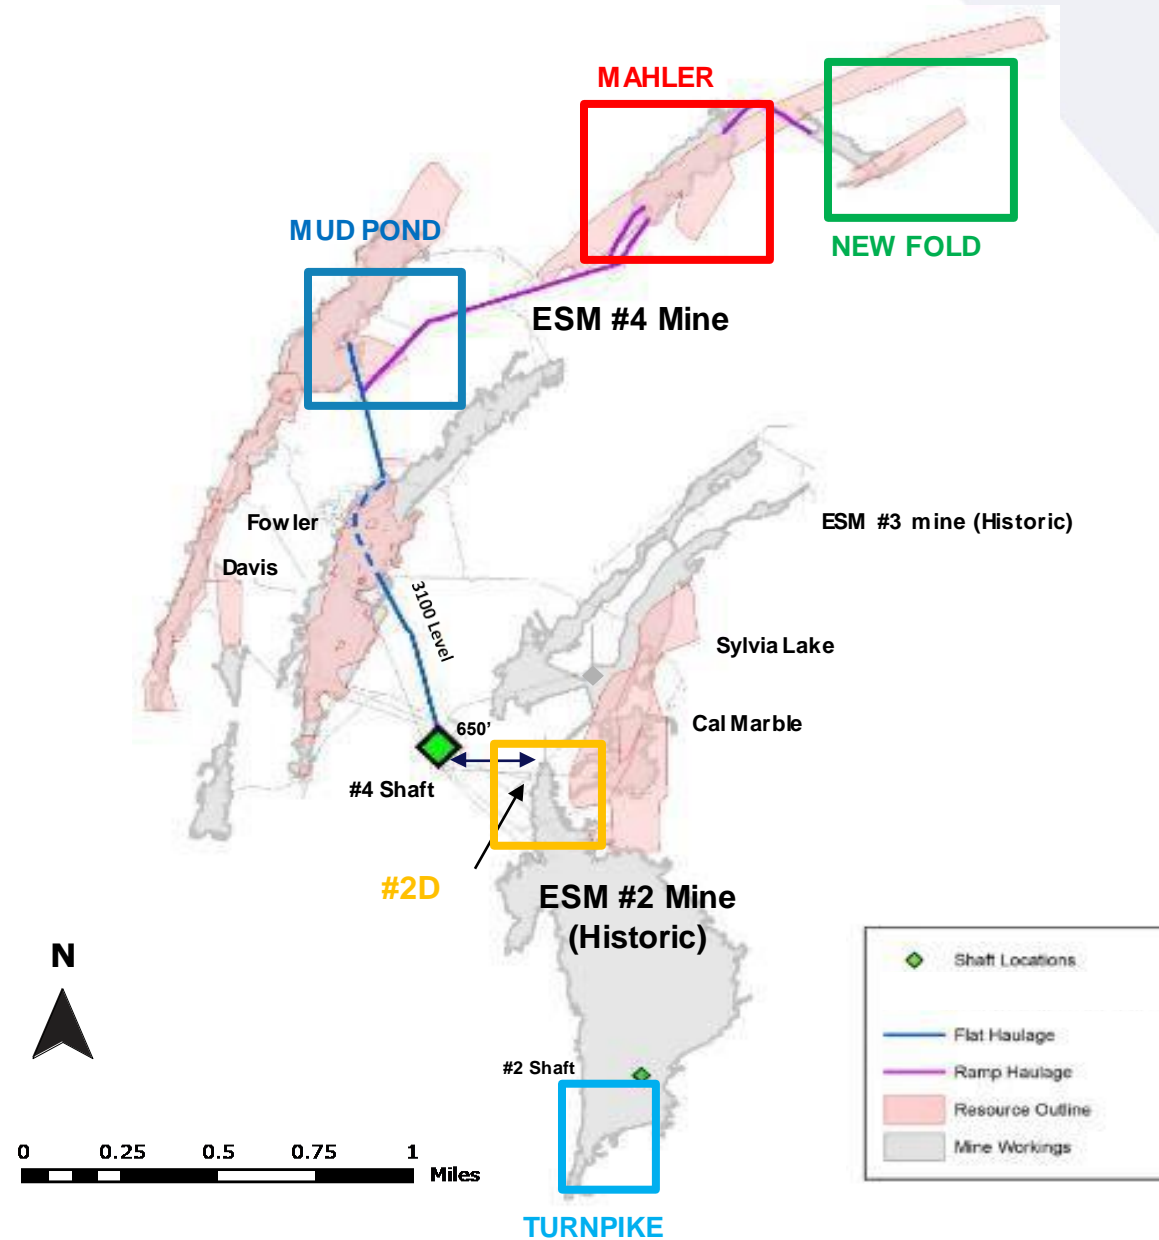 MAHLER
MUD POND
NEW FOLD
ESM #4 Mine
Fowler
ESM #3 mine (Historic)
Davis
3100 Level
Sylvia Lake
650'
Cal Marble
#4 Shaft
#2D
ESM #2 Mine
(Historic)
N
Shaft Locations
Flat Haulage
Ramp Haulage
Resource Outline
Mine Workings
#2 Shaft
0 0.25 0.5 0.75 1
Miles
TURNPIKE